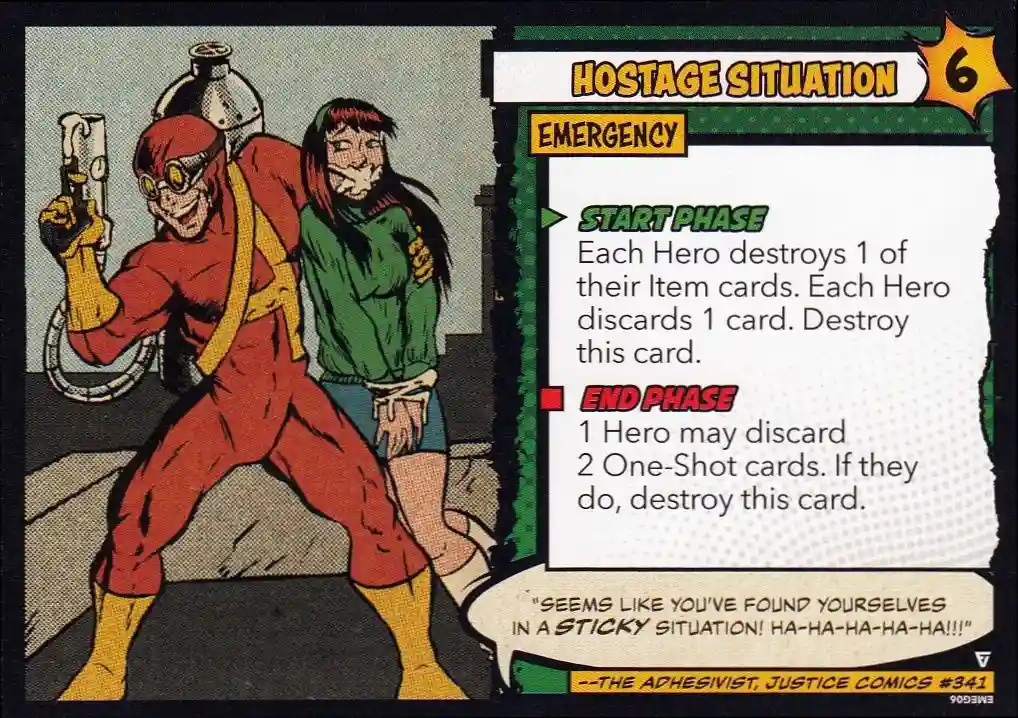 HOSTAGE SITUATION
6
EMERGENCY
START PHASE
Each Hero destroys 1 of
their Item cards. Each Hero
discards 1 card. Destroy
this card.
END PHASE
1 Hero may discard
2 One-Shot cards. If they
do, destroy this card.
"SEEMS LIKE YOU'VE FOUND YOURSELVES
IN A STICKY SITUATION! HA-HA-HA-HA-HA!!!"
--THE ADHESIVIST, JUSTICE COMICS #341
EMEG06